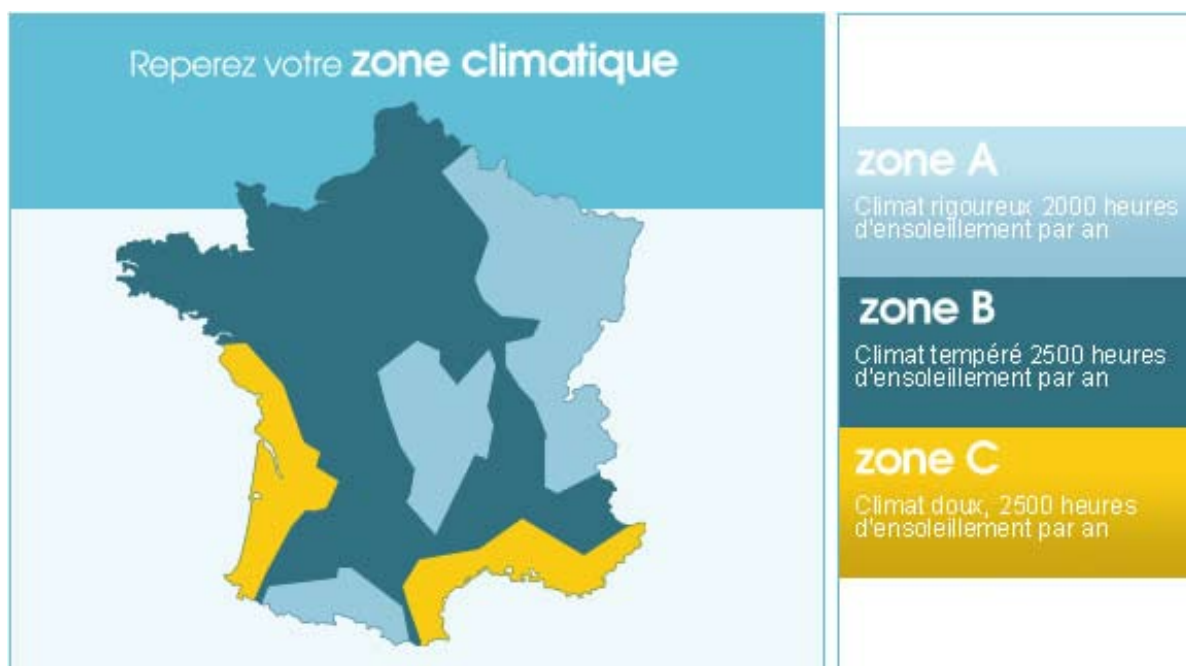 Reperez votre zone climatique
zone A
Climat rigoureux 2000 heures
d'ensoleillement par an
zone B
Climat tempéré 2500 heures
d'ensoleillement par an
zone C
Climat doux, 2500 heures
d'ensoleillement par an